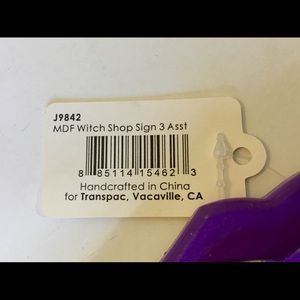 J9842
MDF Witch Shop Sign 3 Asst
8 85114 15462 3
Handcrafted in China
for Transpac, Vacaville, CA